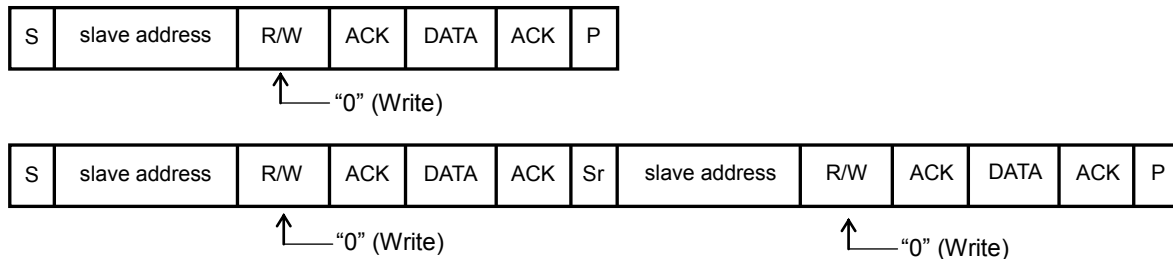 S slave address R/W ACK DATA ACK P
“0” (Write)
S slave address R/W ACK DATA ACK Sr slave address R/W ACK DATA ACK P
“0” (Write) “0” (Write)